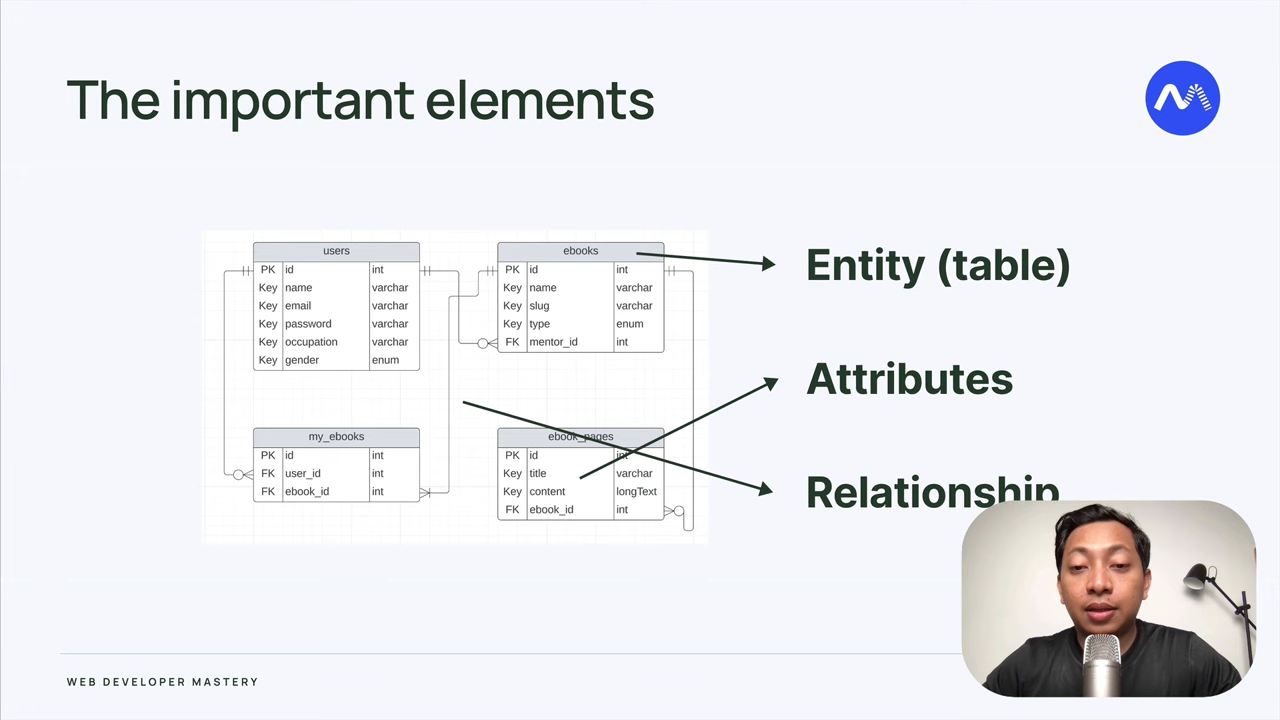 The important elements
users
PK id int
Key name varchar
Key email varchar
Key password varchar
Key occupation varchar
Key gender enum
ebooks
PK id int
Key name varchar
Key slug varchar
Key type enum
FK mentor_id int
my_ebooks
PK id int
FK user_id int
FK ebook_id int
ebook_pages
PK id int
Key title varchar
Key content longText
FK ebook_id int
Entity (table)
Attributes
Relationship
WEB DEVELOPER MASTERY